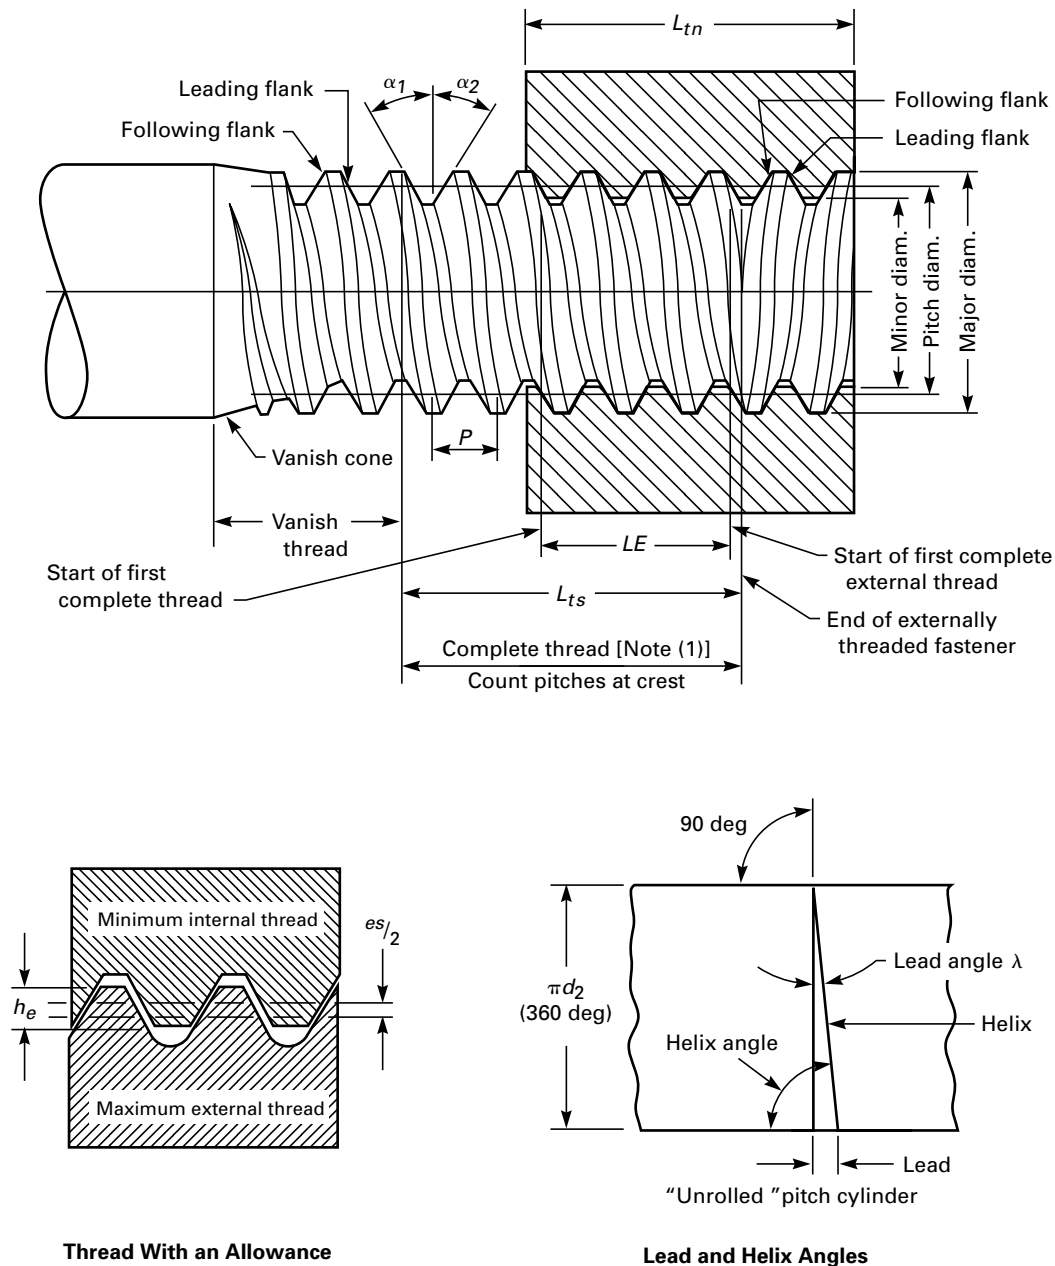 L_tn
α1
α2
Leading flank
Following flank
Following flank
Leading flank
Minor diam.
Pitch diam.
Major diam.
P
Vanish cone
Vanish
thread
LE
Start of first
complete thread
Start of first complete
external thread
L_ts
End of externally
threaded fastener
Complete thread [Note (1)]
Count pitches at crest
Minimum internal thread
es/2
h_e
Maximum external thread
Thread With an Allowance
90 deg
Lead angle λ
πd2
(360 deg)
Helix
Helix angle
Lead
“Unrolled ” pitch cylinder
Lead and Helix Angles